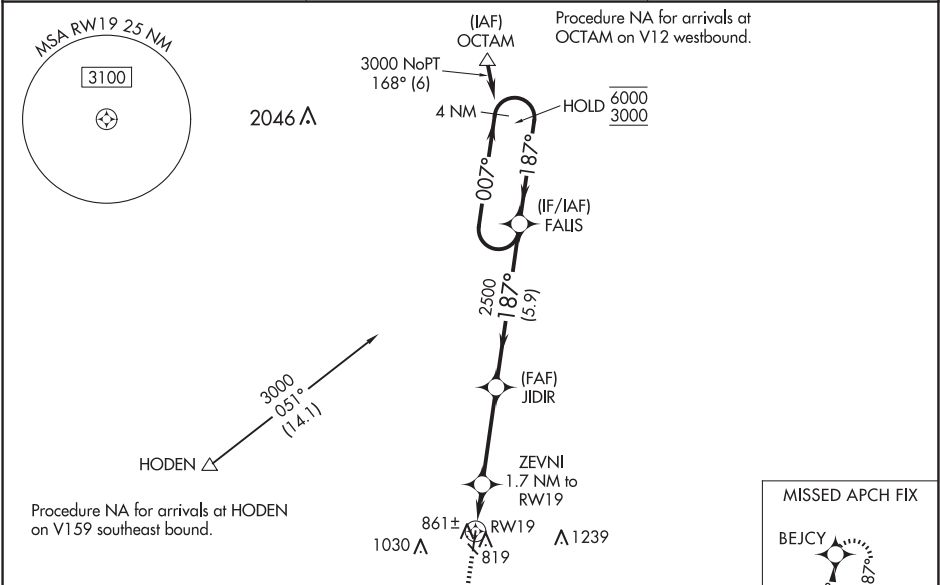 MSA RW19 25 NM
3100
2046
(IAF)
OCTAM
Procedure NA for arrivals at
OCTAM on V12 westbound.
3000 NoPT
168° (6)
4 NM
HOLD
6000
3000
007°
187°
(IF/IAF)
FALIS
2500
187°
(5.9)
3000
051°
(14.1)
HODEN
(FAF)
JIDIR
Procedure NA for arrivals at HODEN
on V159 southeast bound.
ZEVNI
1.7 NM to
RW19
861±
RW19
1030
819
1239
MISSED APCH FIX
BEJCY
87°